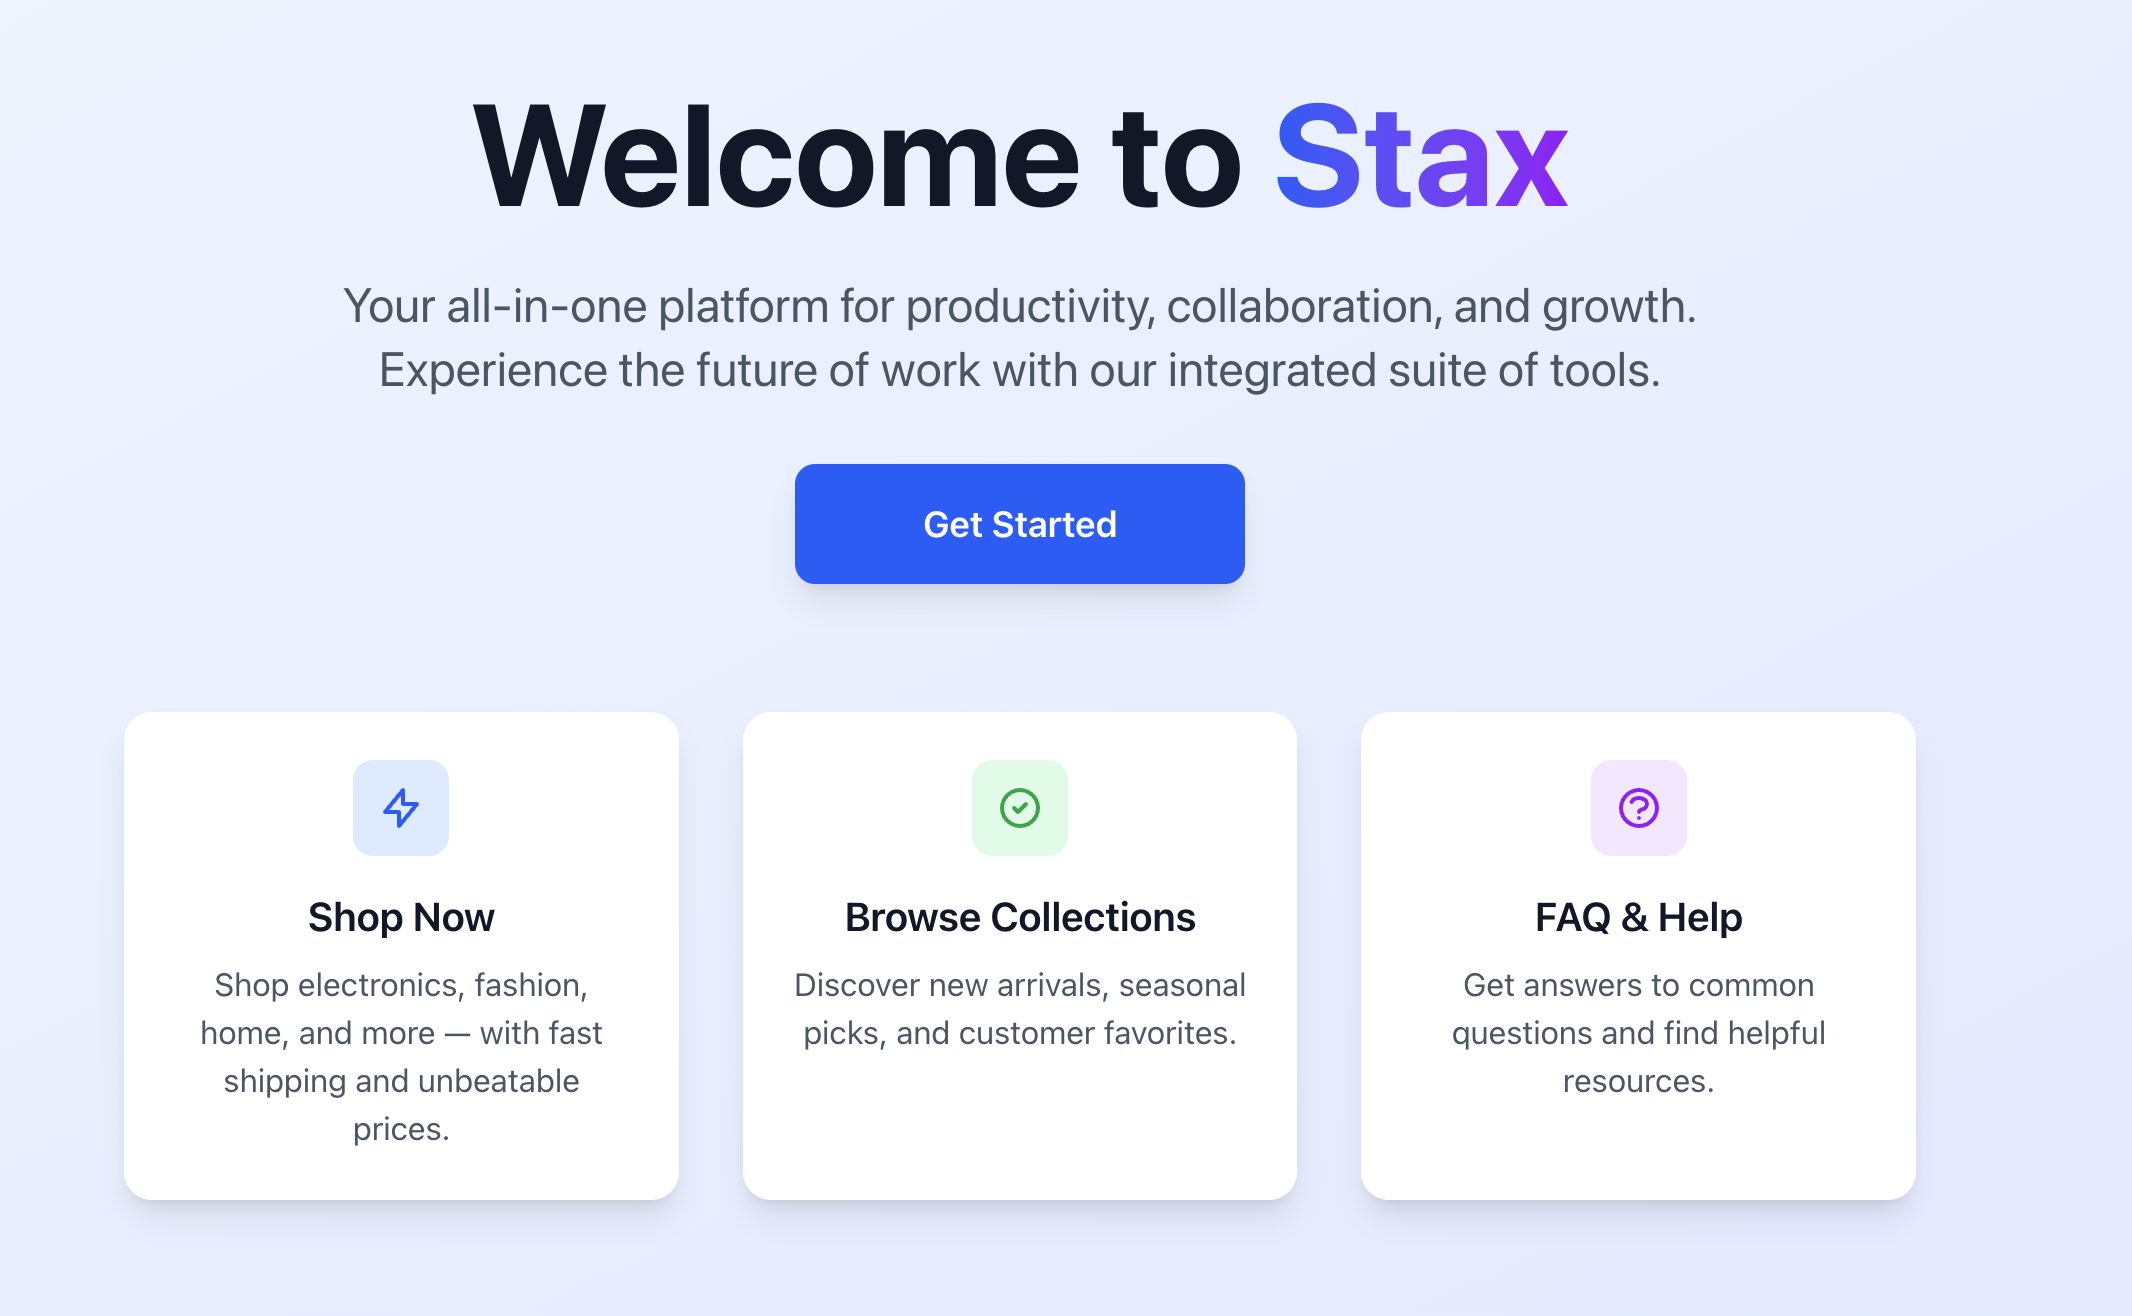 Welcome to Stax
Your all-in-one platform for productivity, collaboration, and growth.
Experience the future of work with our integrated suite of tools.
Get Started
Shop Now
Shop electronics, fashion,
home, and more — with fast
shipping and unbeatable
prices.
Browse Collections
Discover new arrivals, seasonal
picks, and customer favorites.
FAQ & Help
Get answers to common
questions and find helpful
resources.